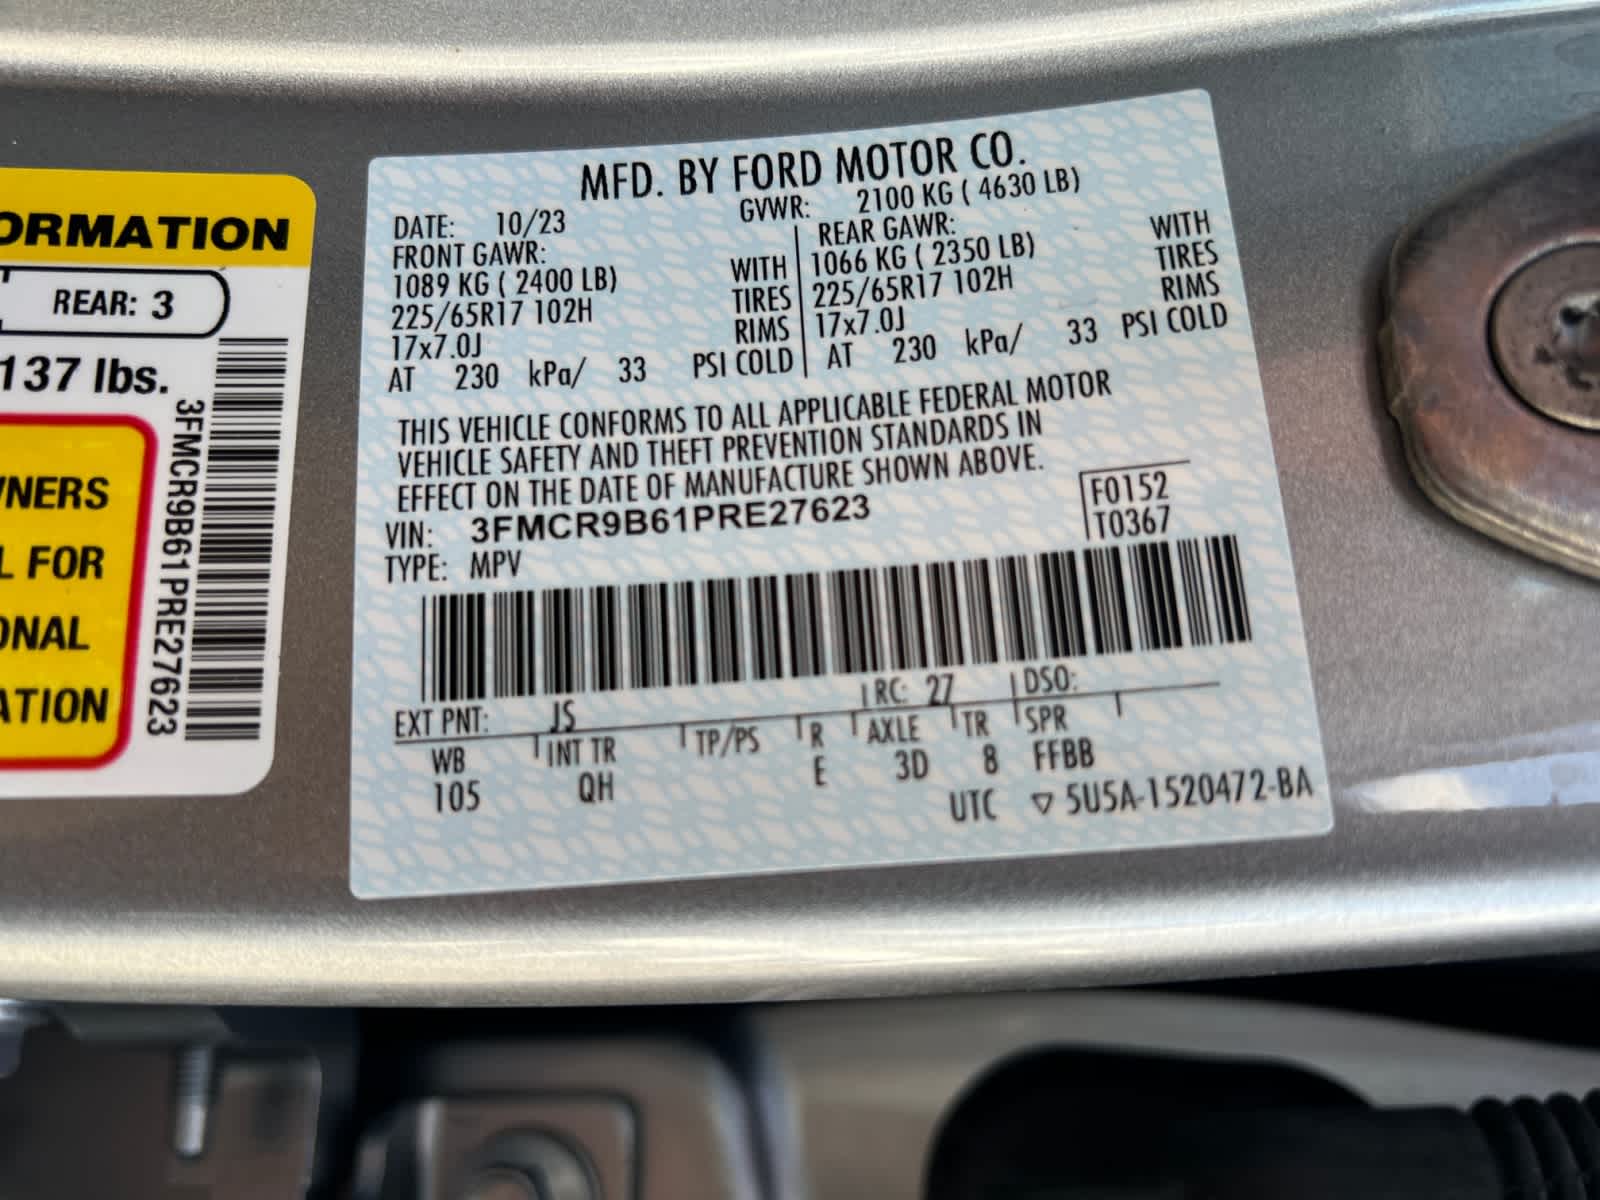 ORMATION
REAR: 3
137 lbs.
NERS
L FOR
ONAL
ATION
3FMCR9B61PRE27623
MFD. BY FORD MOTOR CO.
DATE: 10/23 GVWR: 2100 KG ( 4630 LB)
FRONT GAWR: REAR GAWR:
1089 KG ( 2400 LB) WITH 1066 KG ( 2350 LB) WITH
225/65R17 102H TIRES 225/65R17 102H TIRES
17x7.0J RIMS 17x7.0J RIMS
AT 230 kPa/ 33 PSI COLD AT 230 kPa/ 33 PSI COLD
THIS VEHICLE CONFORMS TO ALL APPLICABLE FEDERAL MOTOR
VEHICLE SAFETY AND THEFT PREVENTION STANDARDS IN
EFFECT ON THE DATE OF MANUFACTURE SHOWN ABOVE.
VIN: 3FMCR9B61PRE27623 F0152
TYPE: MPV T0367
EXT PNT: JS RC: 27 DSO:
WB INT TR TP/PS R AXLE TR SPR
105 QH E 3D 8 FFBB
UTC ▽ 5U5A-1520472-BA